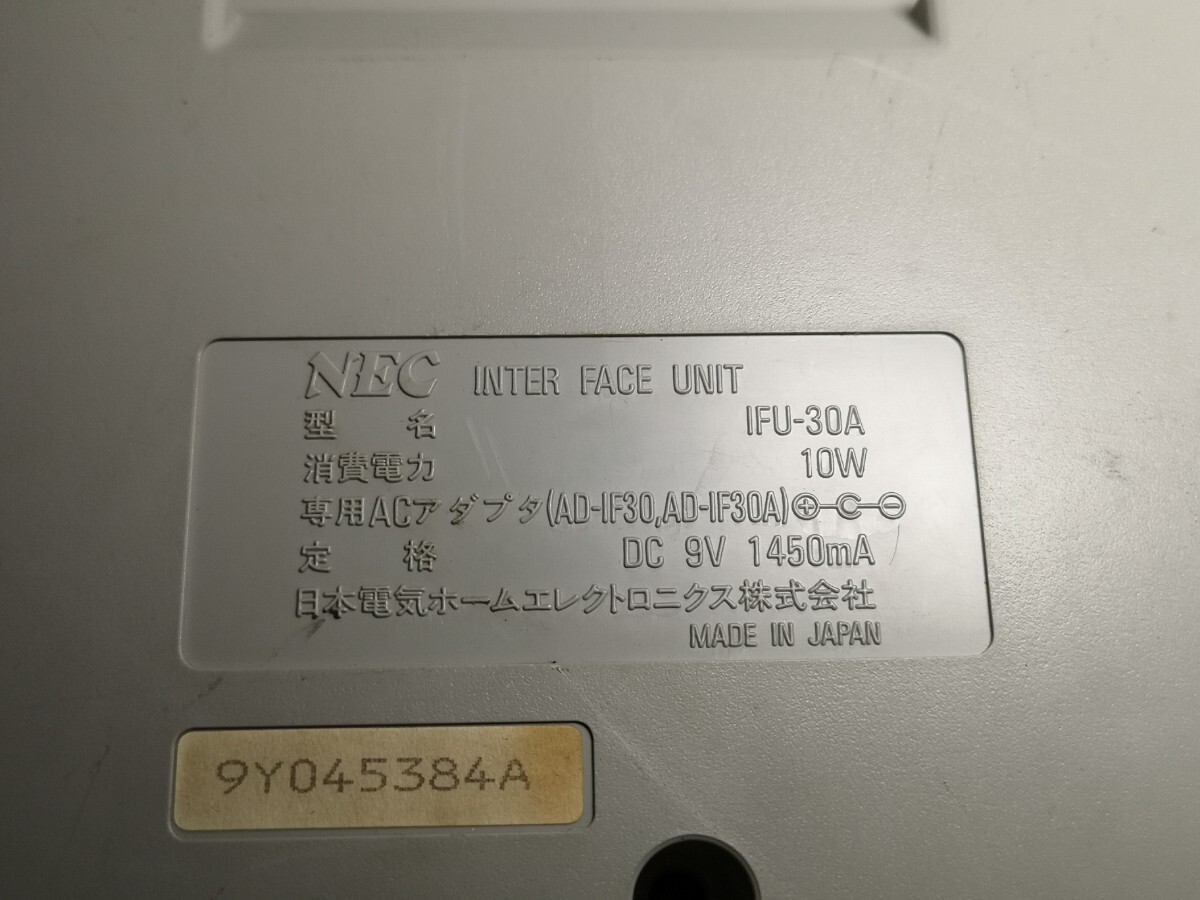 NEC INTER FACE UNIT
型名 IFU-30A
消費電力 10W
専用ACアダプタ(AD-IF30,AD-IF30A)⊕-C-⊖
定格 DC 9V 1450mA
日本電気ホームエレクトロニクス株式会社
MADE IN JAPAN
9Y045384A